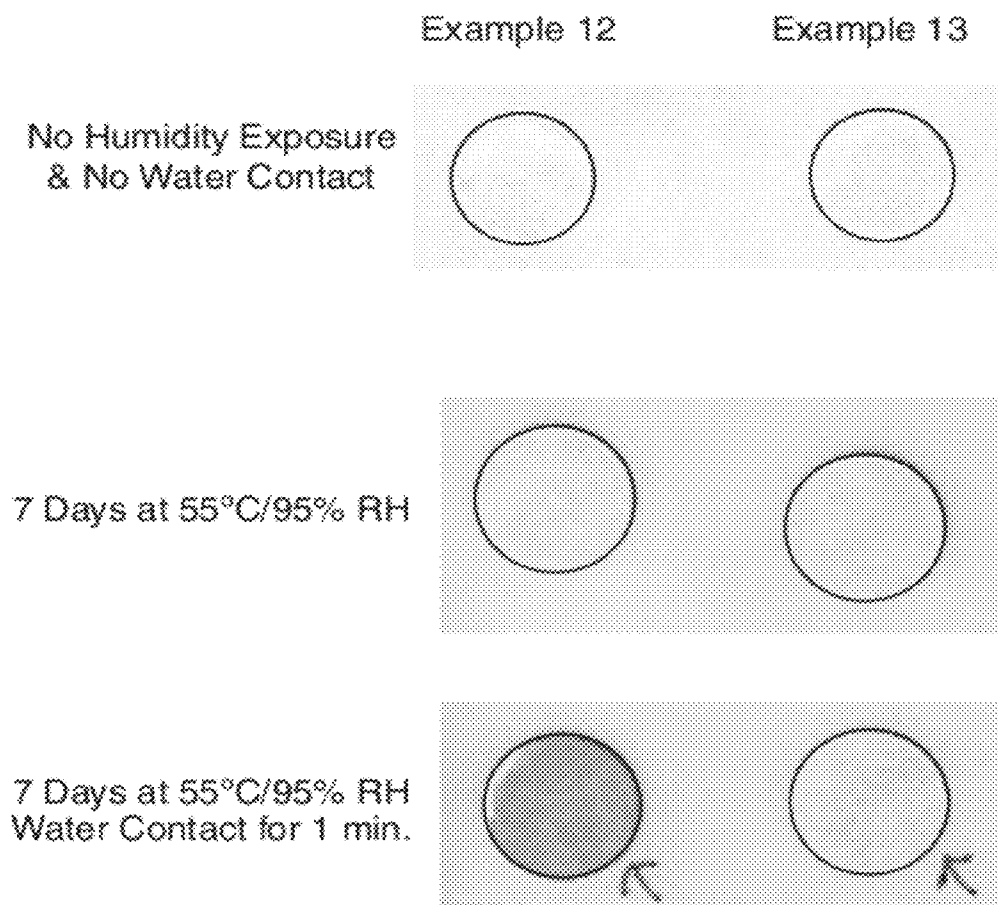 Example 12 Example 13
No Humidity Exposure
& No Water Contact
7 Days at 55°C/95% RH
7 Days at 55°C/95% RH
Water Contact for 1 min.